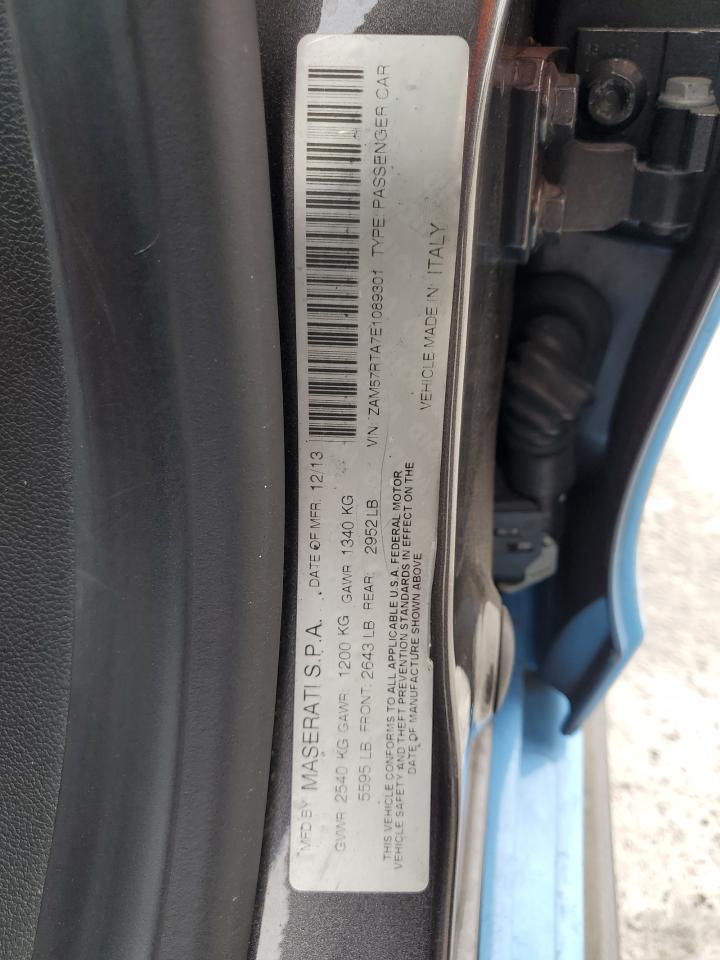 MFD BY MASERATI S.P.A. DATE OF MFR. 12/13
GVWR: 2540 KG GAWR: 1200 KG GAWR: 1340 KG
5595 LB. FRONT: 2643 LB REAR: 2952 LB
VIN: ZAM57RTA7E1089301 TYPE: PASSENGER CAR
THIS VEHICLE CONFORMS TO ALL APPLICABLE U.S.A. FEDERAL MOTOR
VEHICLE SAFETY AND THEFT PREVENTION STANDARDS IN EFFECT ON THE
DATE OF MANUFACTURE SHOWN ABOVE
VEHICLE MADE IN: ITALY